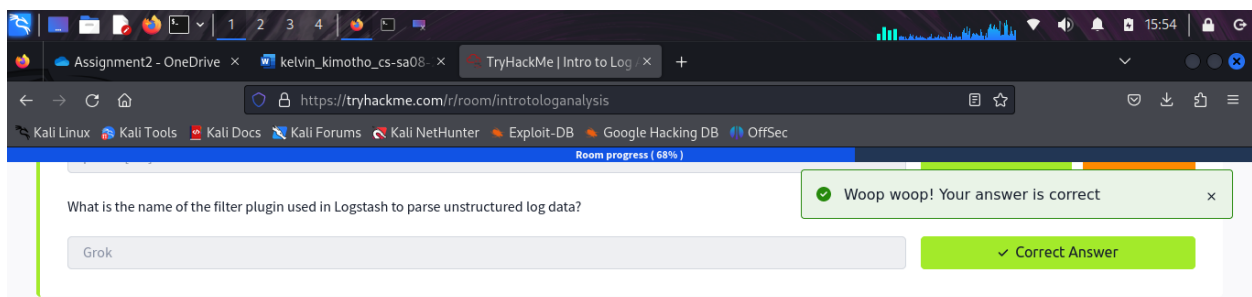 1 2 3 4 15:54
Assignment2 - OneDrive × kelvin_kimotho_cs-sa08- × TryHackMe | Intro to Log × +
https://tryhackme.com/r/room/introtologanalysis
Kali Linux Kali Tools Kali Docs Kali Forums Kali NetHunter Exploit-DB Google Hacking DB OffSec
Room progress ( 68% )
Woop woop! Your answer is correct ×
What is the name of the filter plugin used in Logstash to parse unstructured log data?
Grok ✓ Correct Answer